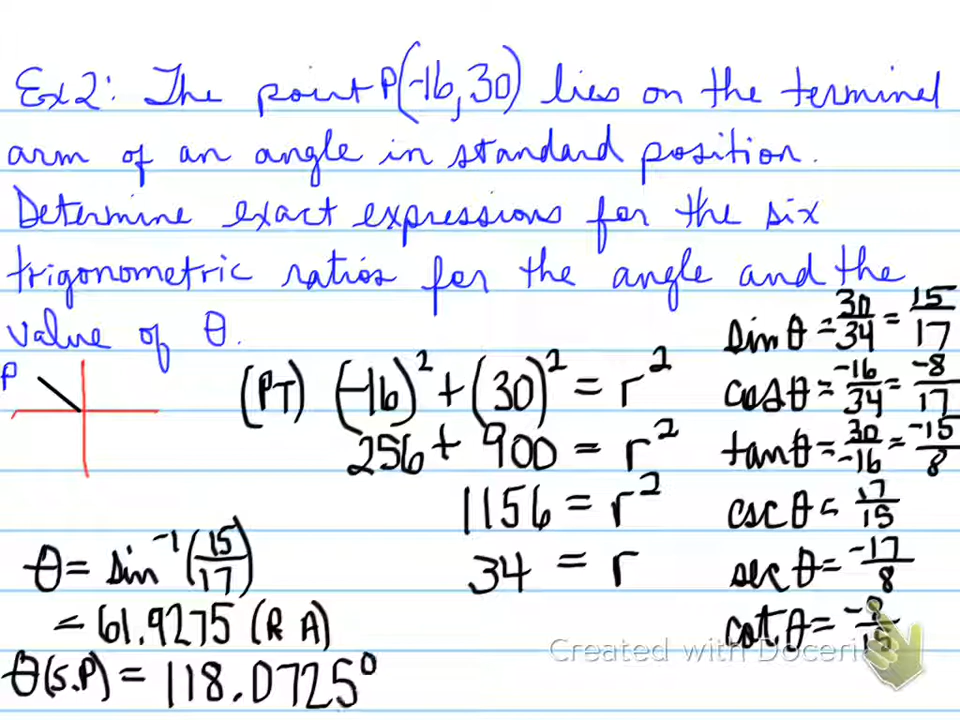 Ex2: The point P(-16, 30) lies on the terminal
arm of an angle in standard position.
Determine exact expressions for the six
trigonometric ratios for the angle and the
value of θ.
P
(PT) (-16)² + (30)² = r²
256 + 900 = r²
1156 = r²
34 = r
sin θ = 30/34 = 15/17
cos θ = -16/34 = -8/17
tan θ = 30/-16 = -15/8
csc θ = 17/15
sec θ = -17/8
cot θ = -8/15
θ = sin⁻¹(15/17)
= 61.9275 (R A)
θ(S.P) = 118.0725°
Created with Doceri